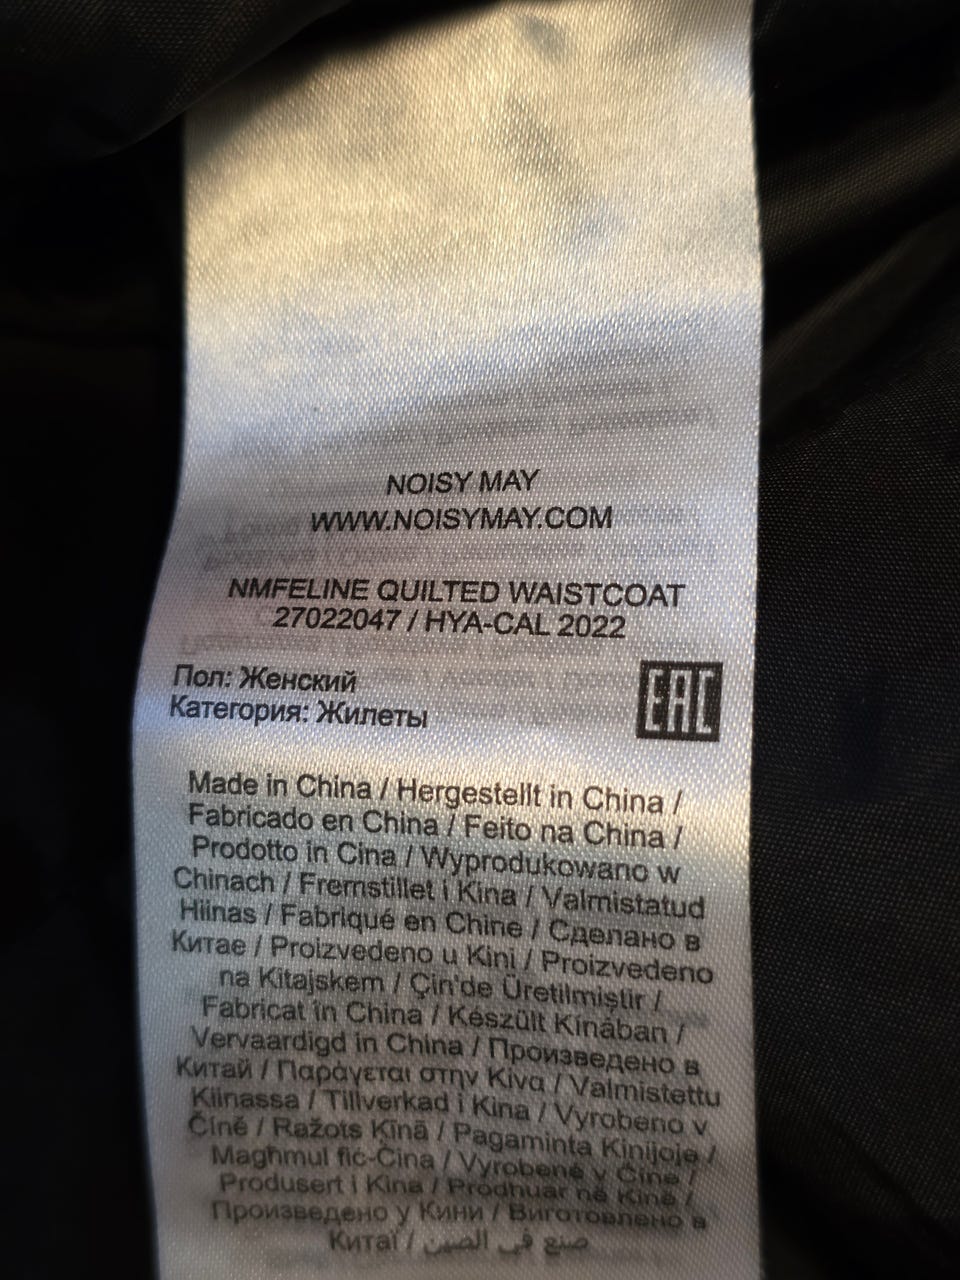 NOISY MAY
WWW.NOISYMAY.COM
NMFELINE QUILTED WAISTCOAT
27022047 / HYA-CAL 2022
Пол: Женский
Категория: Жилеты
EAC
Made in China / Hergestellt in China /
Fabricado en China / Feito na China /
Prodotto in Cina / Wyprodukowano w
Chinach / Fremstillet i Kina / Valmistatud
Hiinas / Fabriqué en Chine / Сделано в
Китае / Proizvedeno u Kini / Proizvedeno
na Kitajskem / Çin'de Üretilmiştir /
Fabricat în China / Készült Kínában /
Vervaardigd in China / Произведено в
Китай / Παράγεται στην Κίνα / Valmistettu
Kiinassa / Tillverkad i Kina / Vyrobeno v
Číně / Ražots Ķīnā / Pagaminta Kinijoje /
Magħmul fiċ-Ċina / Vyrobené v Číne /
Produsert i Kina / Prodhuar në Kinë /
Произведено у Кини / Виготовлено в
Китаї / صنع في الصين